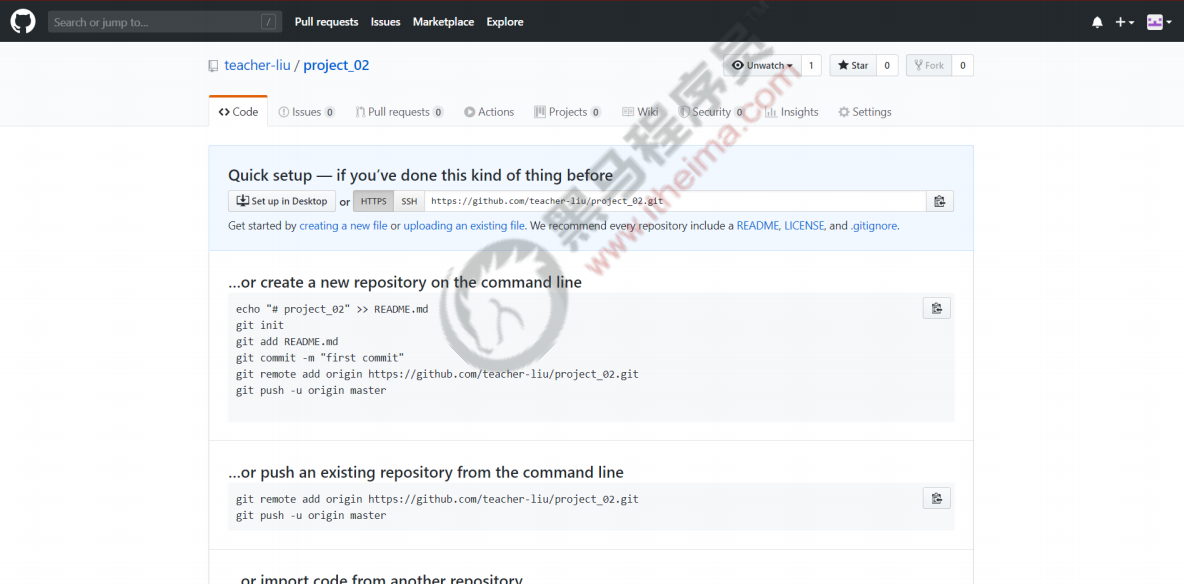 Search or jump to... /
Pull requests Issues Marketplace Explore
teacher-liu / project_02
Unwatch 1 Star 0 Fork 0
Code Issues 0 Pull requests 0 Actions Projects 0 Wiki Security 0 Insights Settings
黑马程序员™
www.itheima.com
Quick setup — if you’ve done this kind of thing before
Set up in Desktop or HTTPS SSH https://github.com/teacher-liu/project_02.git
Get started by creating a new file or uploading an existing file. We recommend every repository include a README, LICENSE, and .gitignore.
…or create a new repository on the command line
echo "# project_02" >> README.md
git init
git add README.md
git commit -m "first commit"
git remote add origin https://github.com/teacher-liu/project_02.git
git push -u origin master
…or push an existing repository from the command line
git remote add origin https://github.com/teacher-liu/project_02.git
git push -u origin master
…or import code from another repository